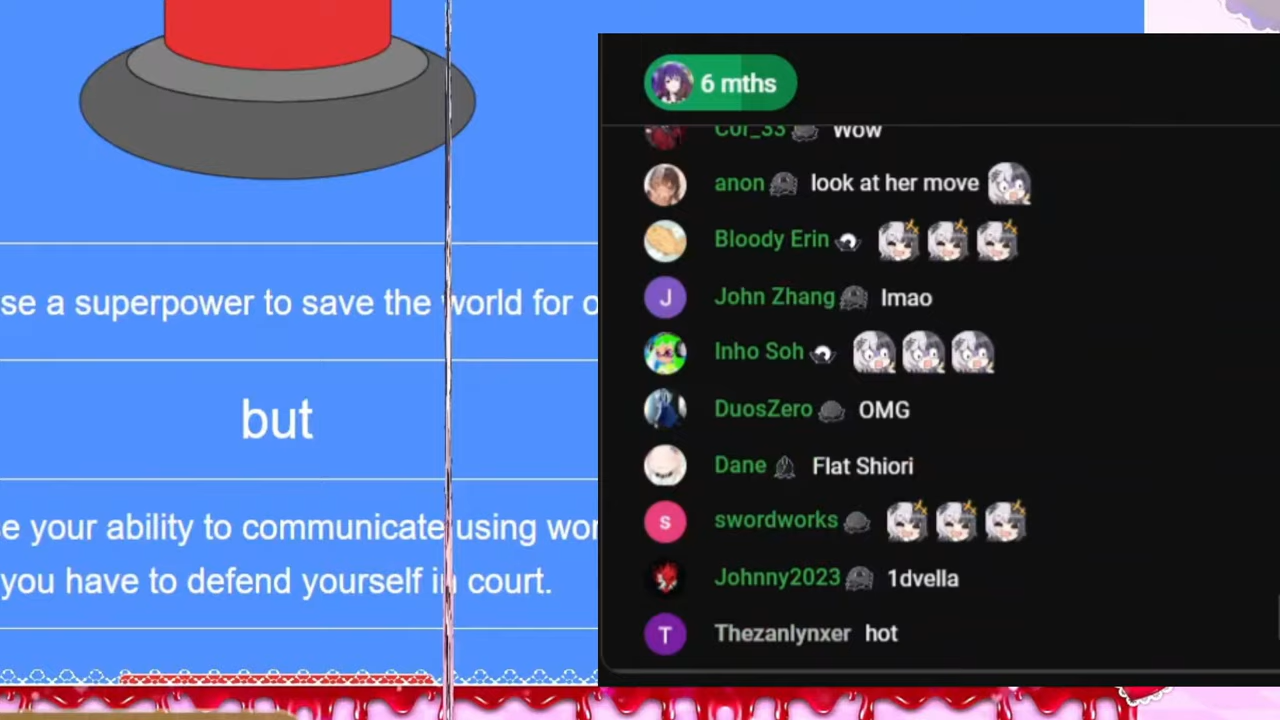 se a superpower to save the world for o
but
e your ability to communicate using wor
you have to defend yourself in court.
6 mths
Cor_33 Wow
anon look at her move
Bloody Erin
John Zhang lmao
Inho Soh
DuosZero OMG
Dane Flat Shiori
swordworks
Johnny2023 1dvella
Thezanlynxer hot
J
s
T